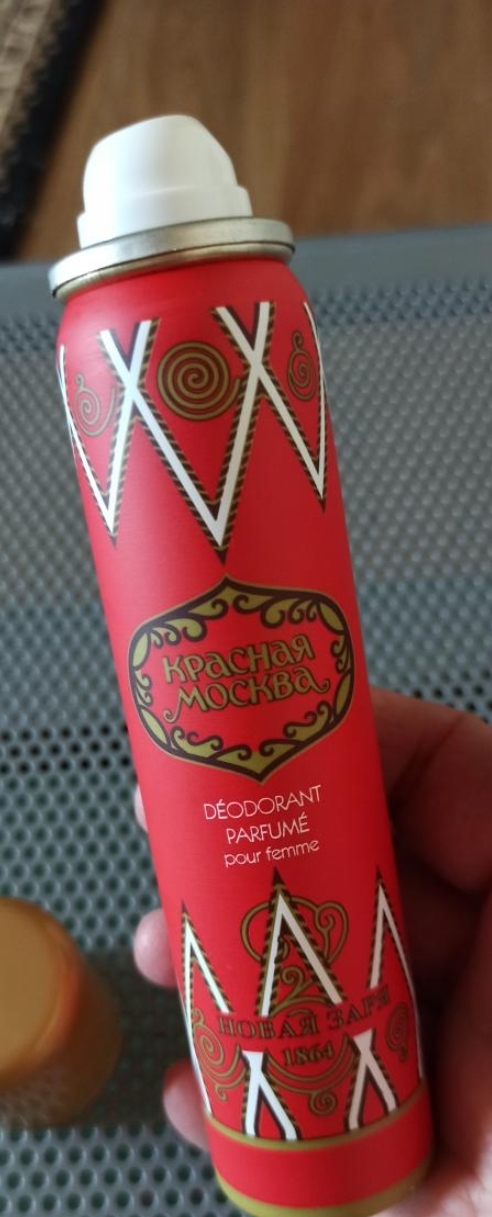 Красная
Москва
DÉODORANT
PARFUMÉ
pour femme
НОВАЯ ЗАРЯ
1864